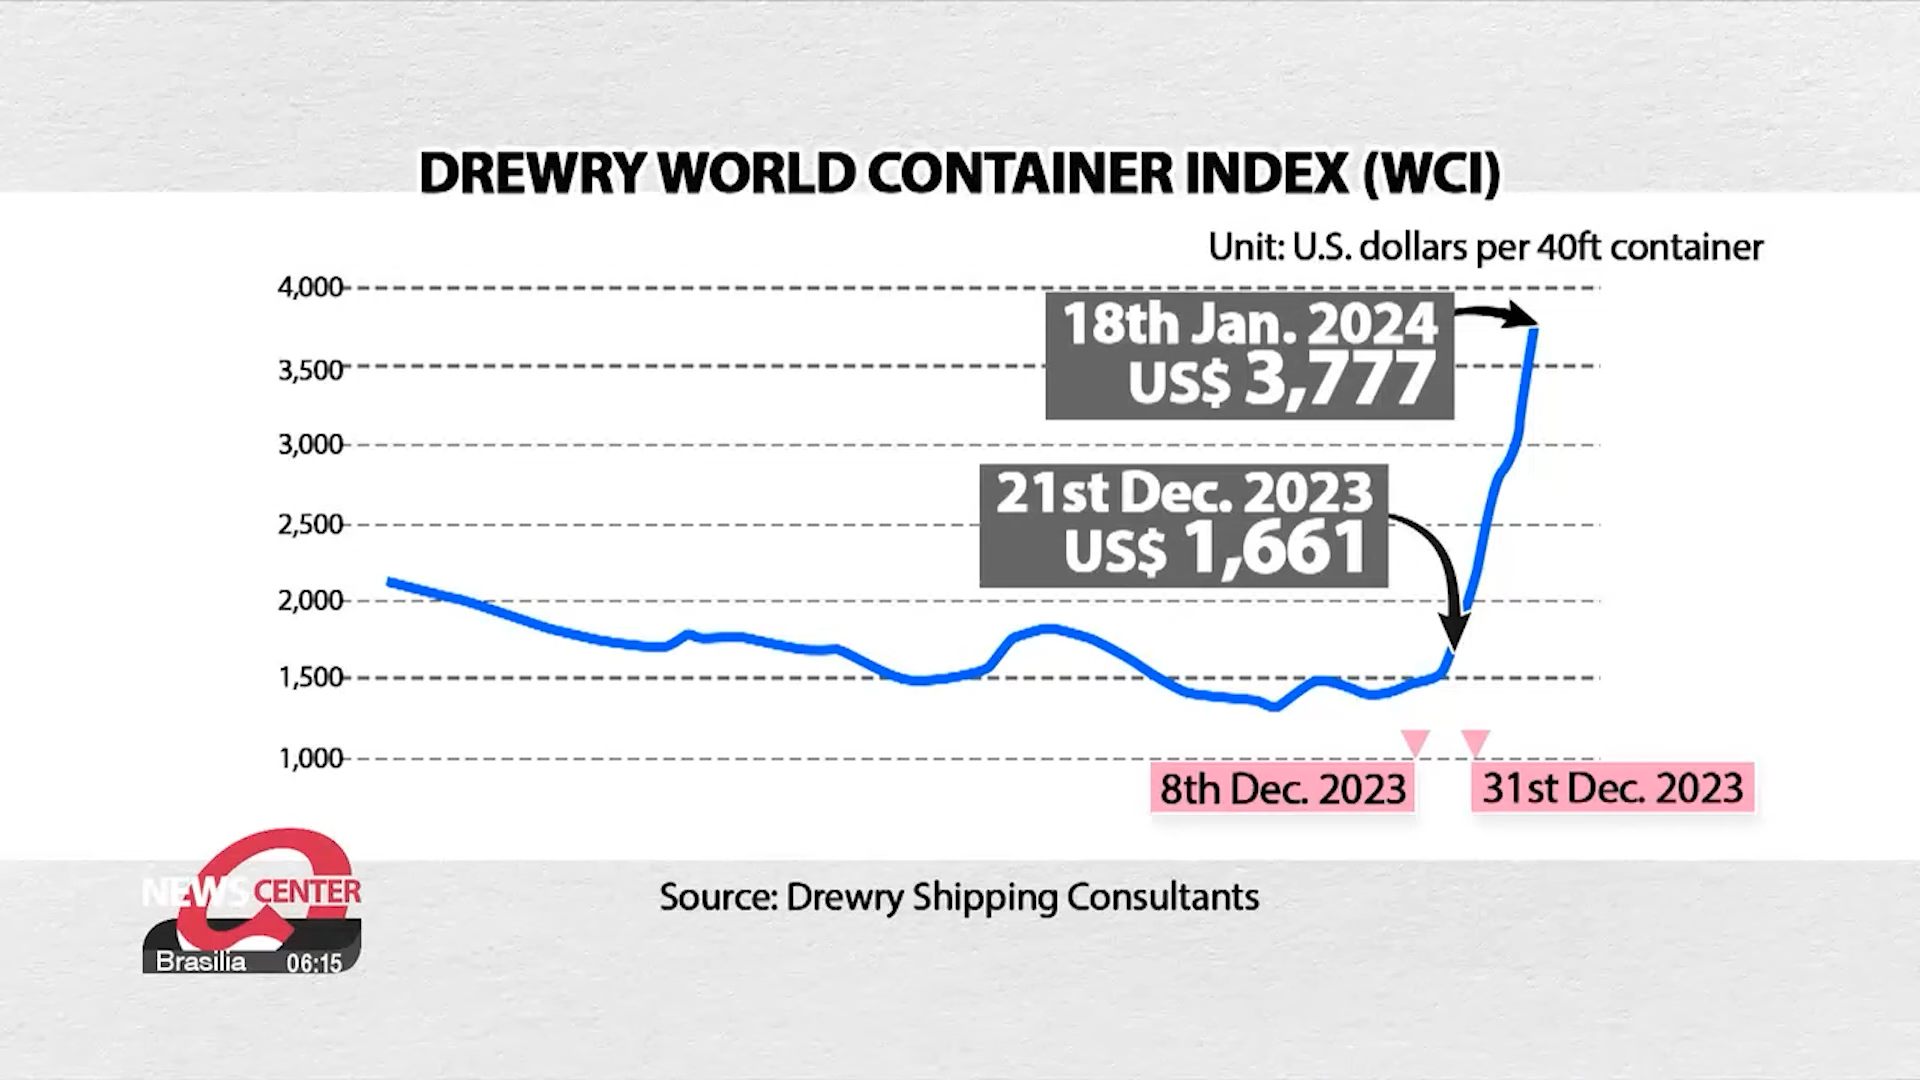 DREWRY WORLD CONTAINER INDEX (WCI)
Unit: U.S. dollars per 40ft container
4,000
18th Jan. 2024
US$ 3,777
3,500
3,000
21st Dec. 2023
US$ 1,661
2,500
2,000
1,500
1,000
8th Dec. 2023
31st Dec. 2023
NEWS CENTER
Brasilia 06:15
Source: Drewry Shipping Consultants